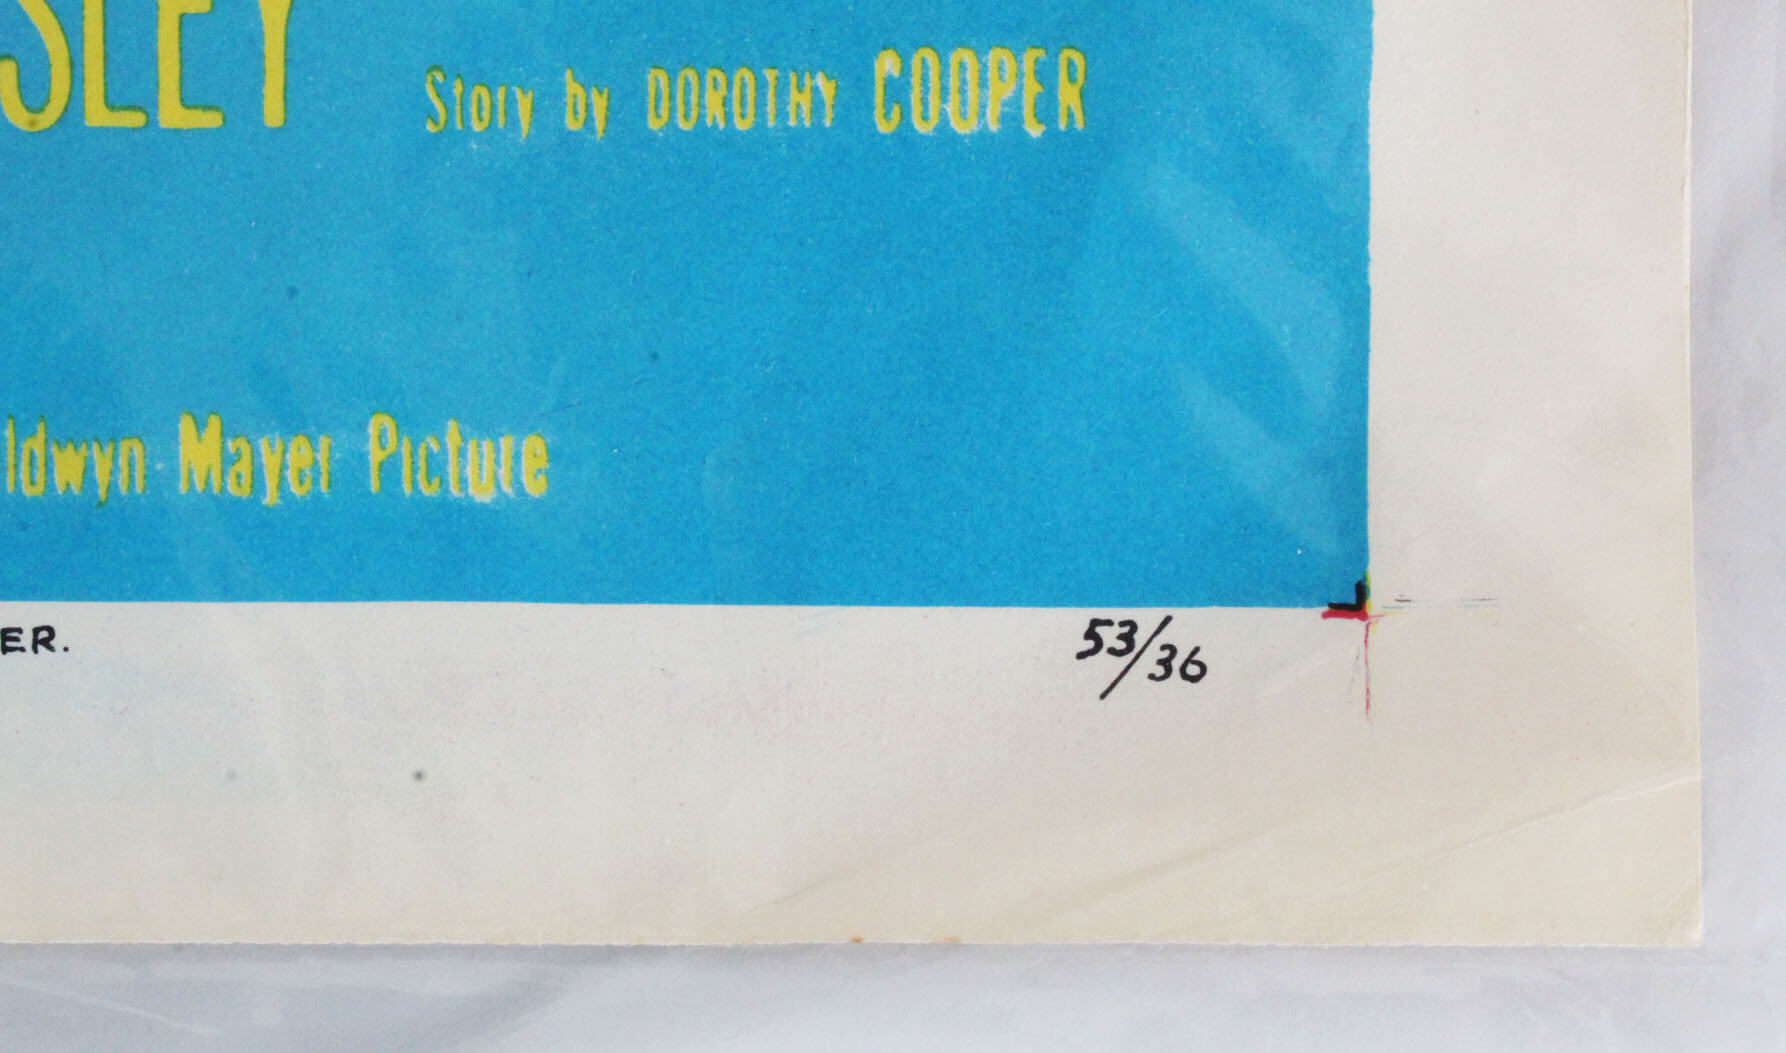 SLEY
Story by DOROTHY COOPER
ldwyn Mayer Picture
ER.
53/36